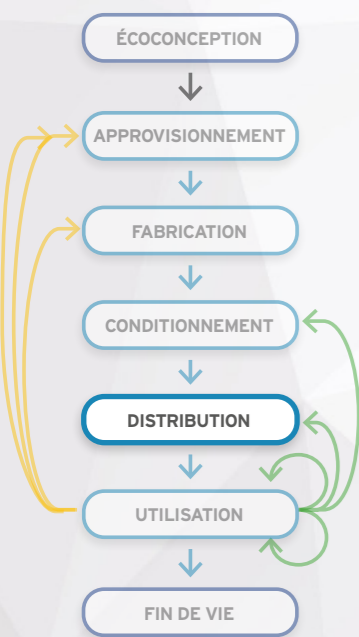 ÉCOCONCEPTION
APPROVISIONNEMENT
FABRICATION
CONDITIONNEMENT
DISTRIBUTION
UTILISATION
FIN DE VIE